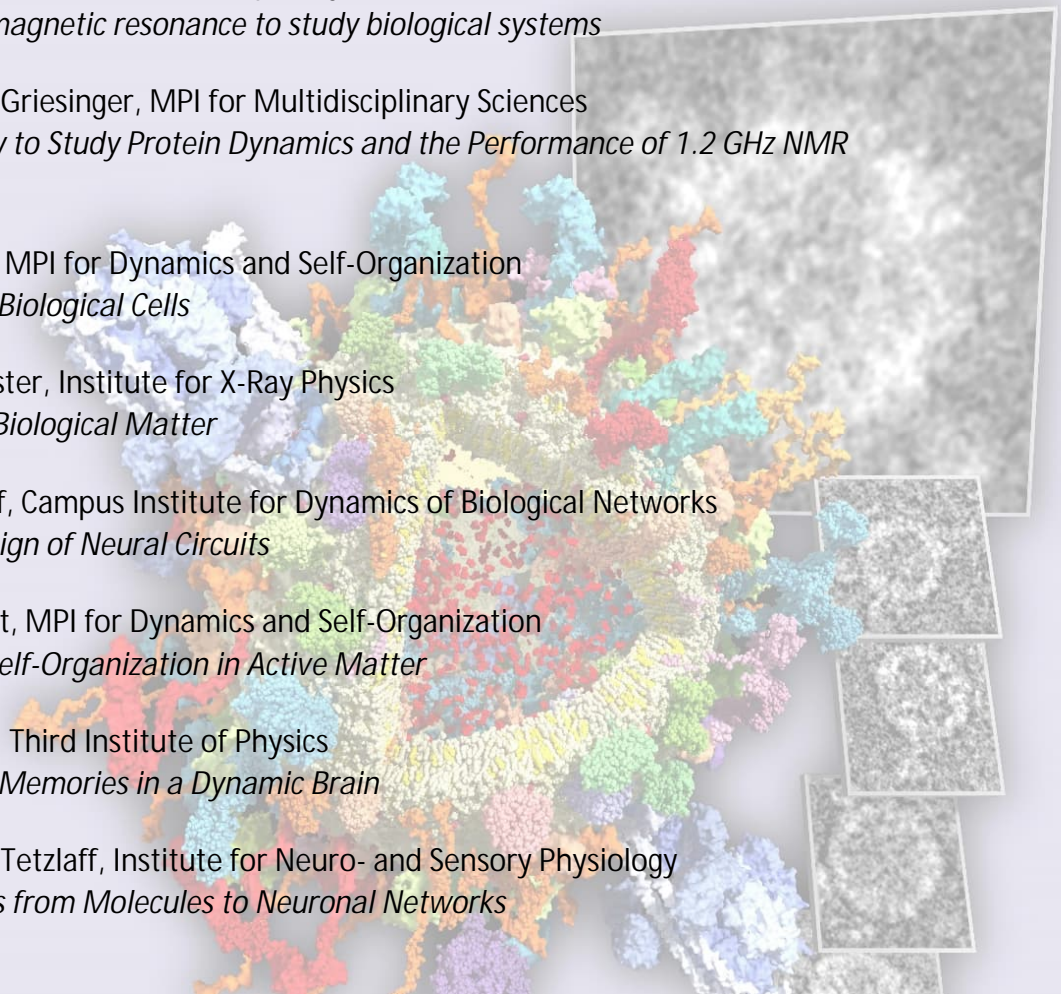 magnetic resonance to study biological systems
Griesinger, MPI for Multidisciplinary Sciences
to Study Protein Dynamics and the Performance of 1.2 GHz NMR
MPI for Dynamics and Self-Organization
Biological Cells
ster, Institute for X-Ray Physics
Biological Matter
f, Campus Institute for Dynamics of Biological Networks
ign of Neural Circuits
t, MPI for Dynamics and Self-Organization
elf-Organization in Active Matter
Third Institute of Physics
Memories in a Dynamic Brain
Tetzlaff, Institute for Neuro- and Sensory Physiology
s from Molecules to Neuronal Networks